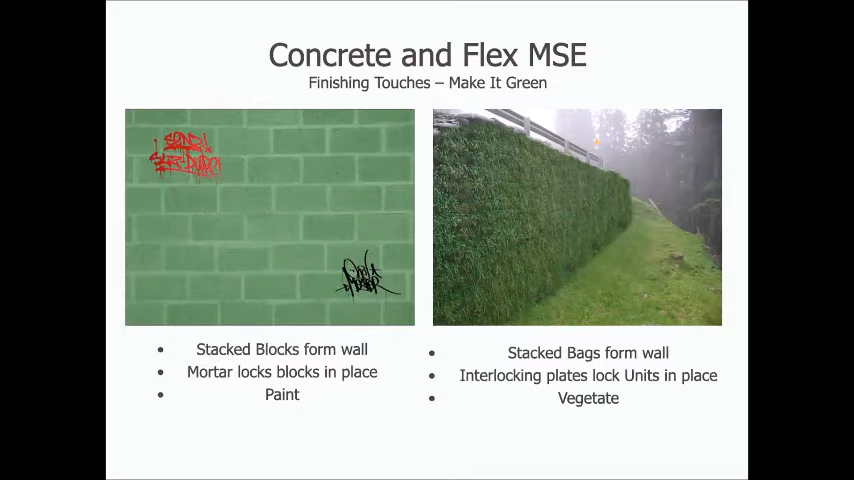 Concrete and Flex MSE
Finishing Touches – Make It Green
• Stacked Blocks form wall
• Mortar locks blocks in place
• Paint
• Stacked Bags form wall
• Interlocking plates lock Units in place
• Vegetate